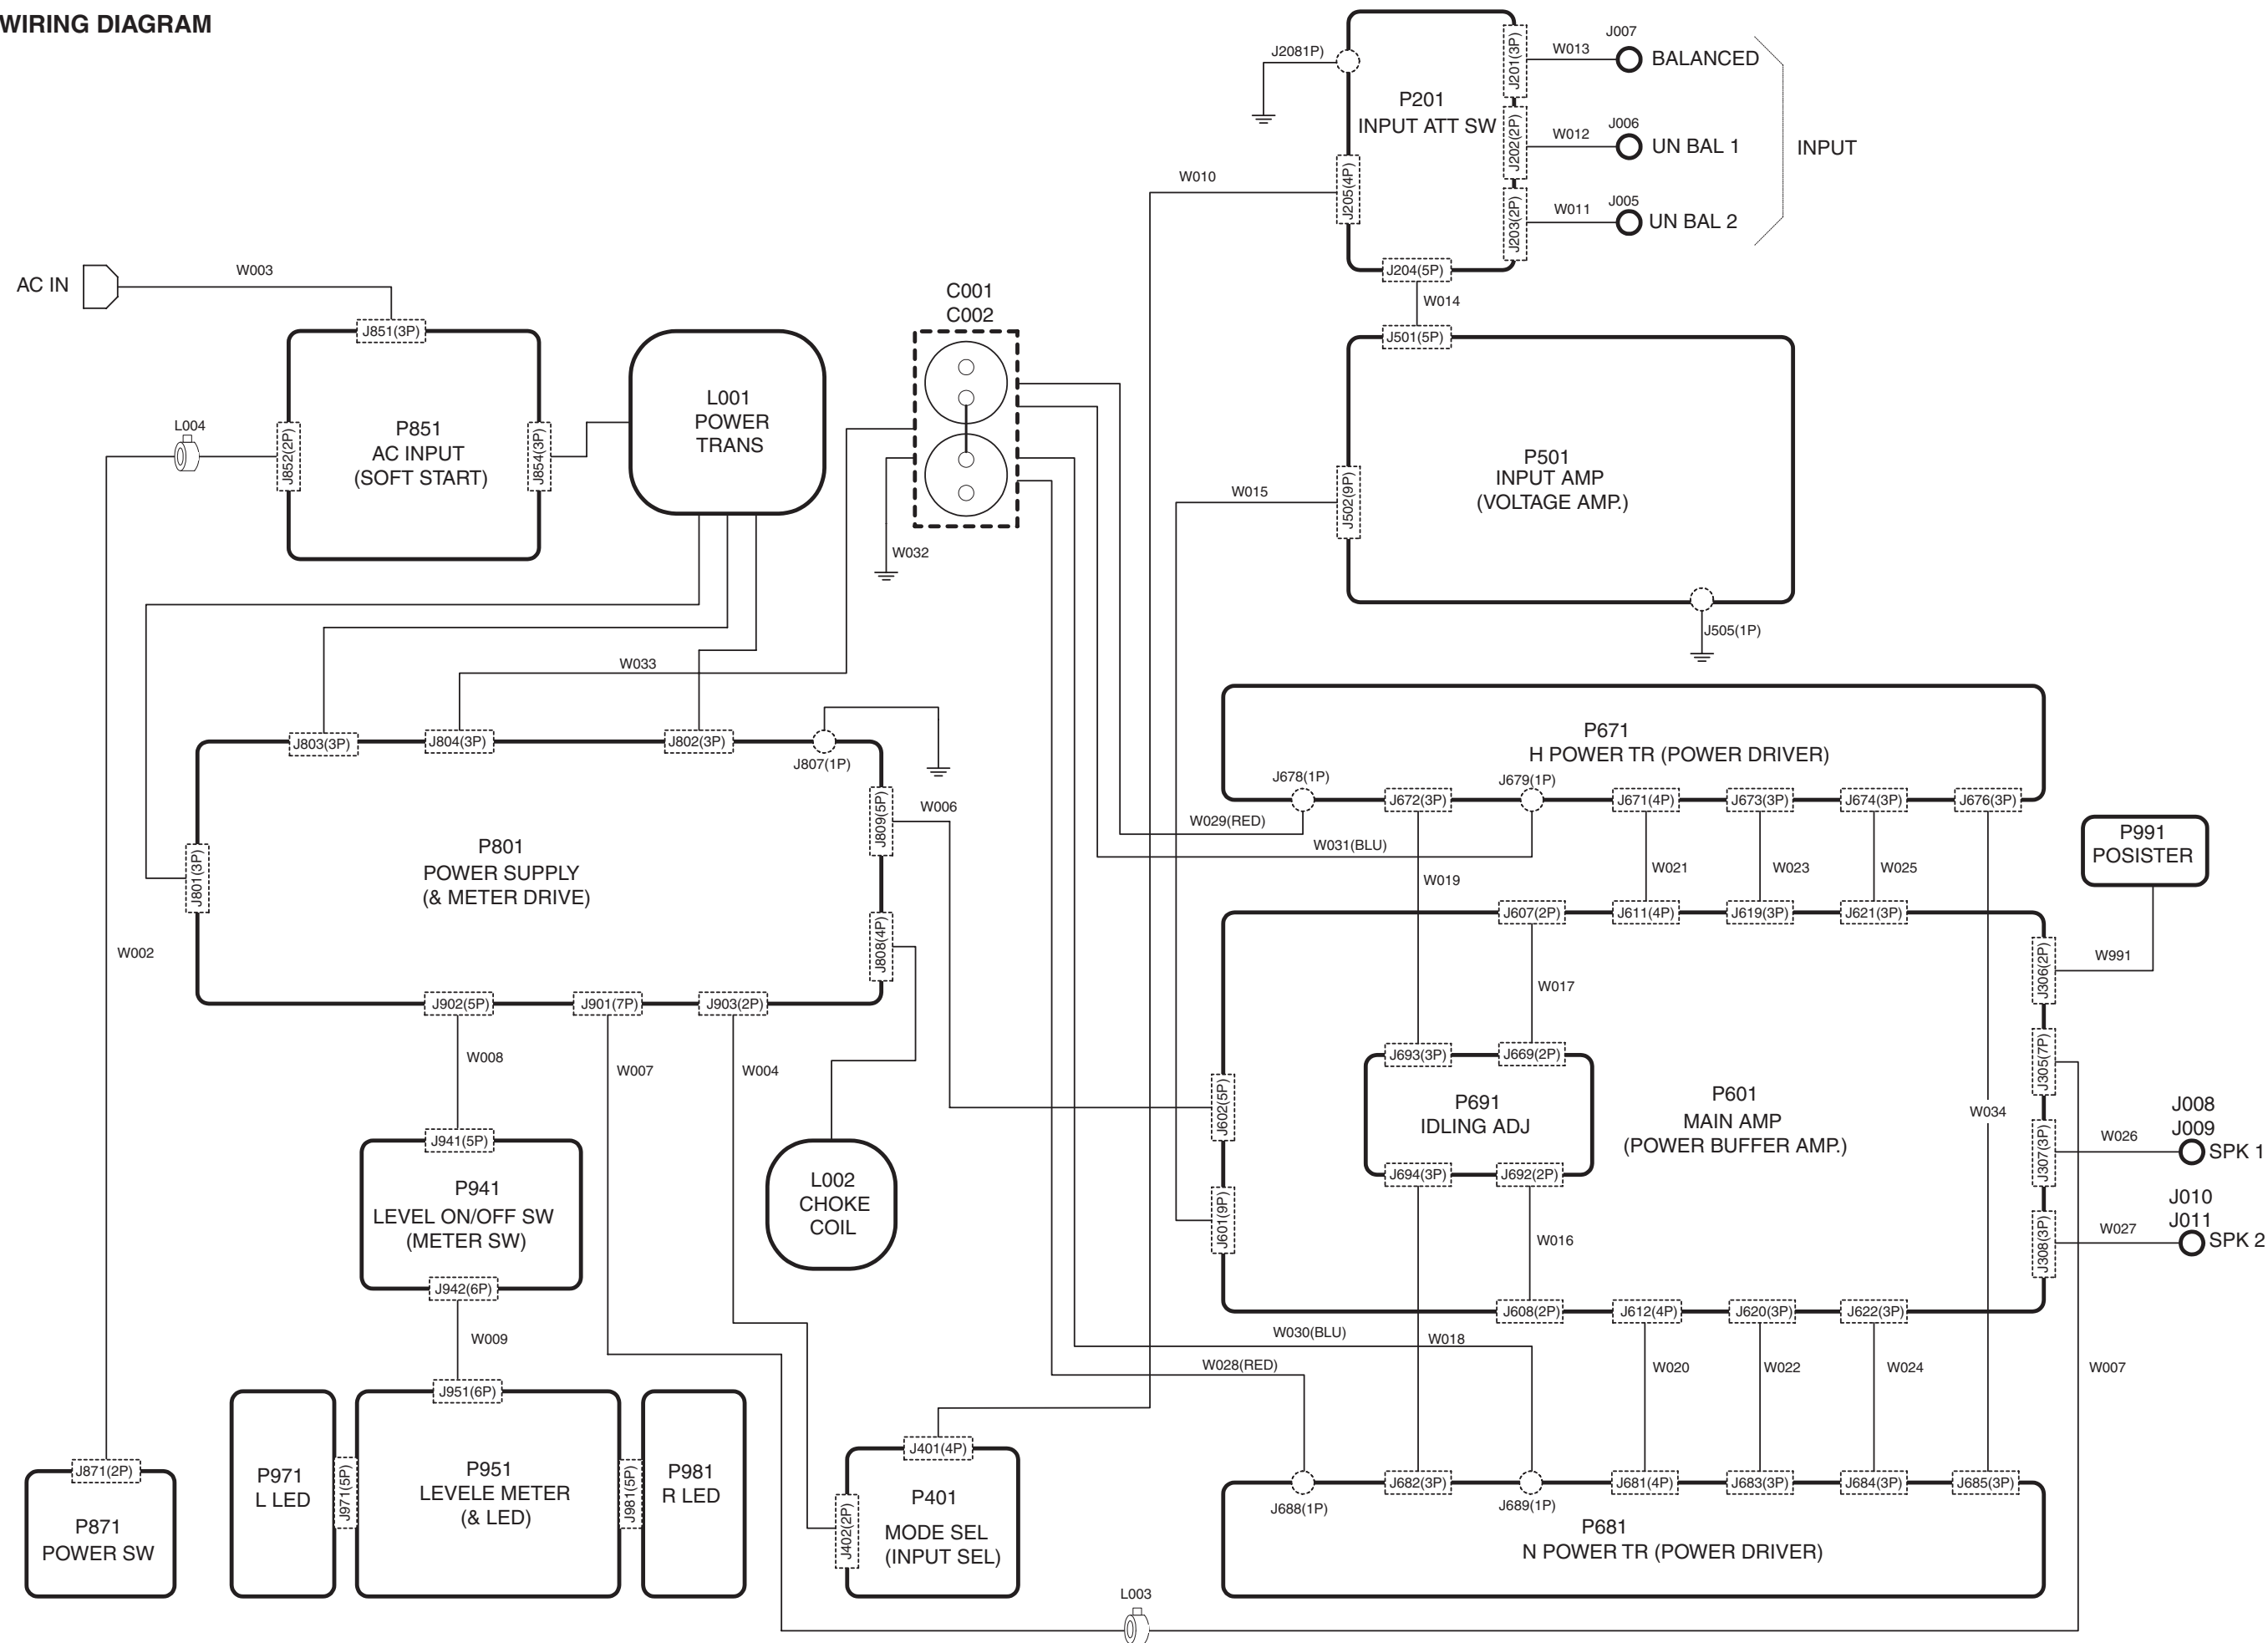 WIRING DIAGRAM
J2081P)
P201
INPUT ATT SW
J201(3P)
J202(2P)
J203(2P)
J205(4P)
J204(5P)
W013
J007
BALANCED
W012
J006
UN BAL 1
W011
J005
UN BAL 2
INPUT
W010
W014
AC IN
W003
J851(3P)
P851
AC INPUT
(SOFT START)
J852(2P)
J854(3P)
L004
L001
POWER
TRANS
C001
C002
W032
W033
J501(5P)
P501
INPUT AMP
(VOLTAGE AMP.)
J502(9P)
W015
J505(1P)
J803(3P)
J804(3P)
J802(3P)
J807(1P)
J809(5P)
W006
P801
POWER SUPPLY
(& METER DRIVE)
J801(3P)
J808(4P)
J902(5P)
J901(7P)
J903(2P)
W002
W008
W007
W004
P671
H POWER TR (POWER DRIVER)
J678(1P)
J672(3P)
J679(1P)
J671(4P)
J673(3P)
J674(3P)
J676(3P)
W029(RED)
W031(BLU)
W019
W021
W023
W025
P991
POSISTER
W991
J607(2P)
J611(4P)
J619(3P)
J621(3P)
J306(2P)
W017
J305(7P)
J693(3P)
J669(2P)
P691
IDLING ADJ
J694(3P)
J692(2P)
P601
MAIN AMP
(POWER BUFFER AMP.)
W034
J602(5P)
J601(9P)
J307(3P)
J308(3P)
W026
J008
J009
SPK 1
W027
J010
J011
SPK 2
W016
J608(2P)
J612(4P)
J620(3P)
J622(3P)
W030(BLU)
W018
W028(RED)
W020
W022
W024
W007
J941(5P)
P941
LEVEL ON/OFF SW
(METER SW)
J942(6P)
W009
L002
CHOKE
COIL
J951(6P)
P971
L LED
J971(5P)
P951
LEVELE METER
(& LED)
J981(5P)
P981
R LED
J871(2P)
P871
POWER SW
J401(4P)
P401
MODE SEL
(INPUT SEL)
J402(2P)
J688(1P)
J682(3P)
J689(1P)
J681(4P)
J683(3P)
J684(3P)
J685(3P)
P681
N POWER TR (POWER DRIVER)
L003